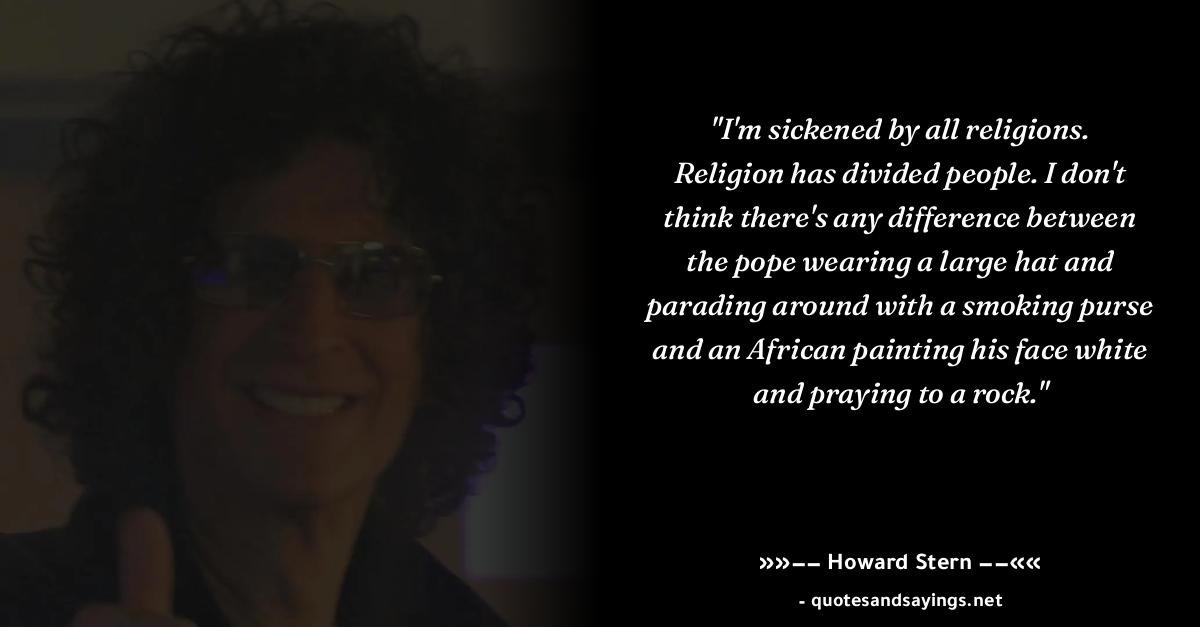 "I'm sickened by all religions.
Religion has divided people. I don't
think there's any difference between
the pope wearing a large hat and
parading around with a smoking purse
and an African painting his face white
and praying to a rock."
»»–– Howard Stern ––««
- quotesandsayings.net